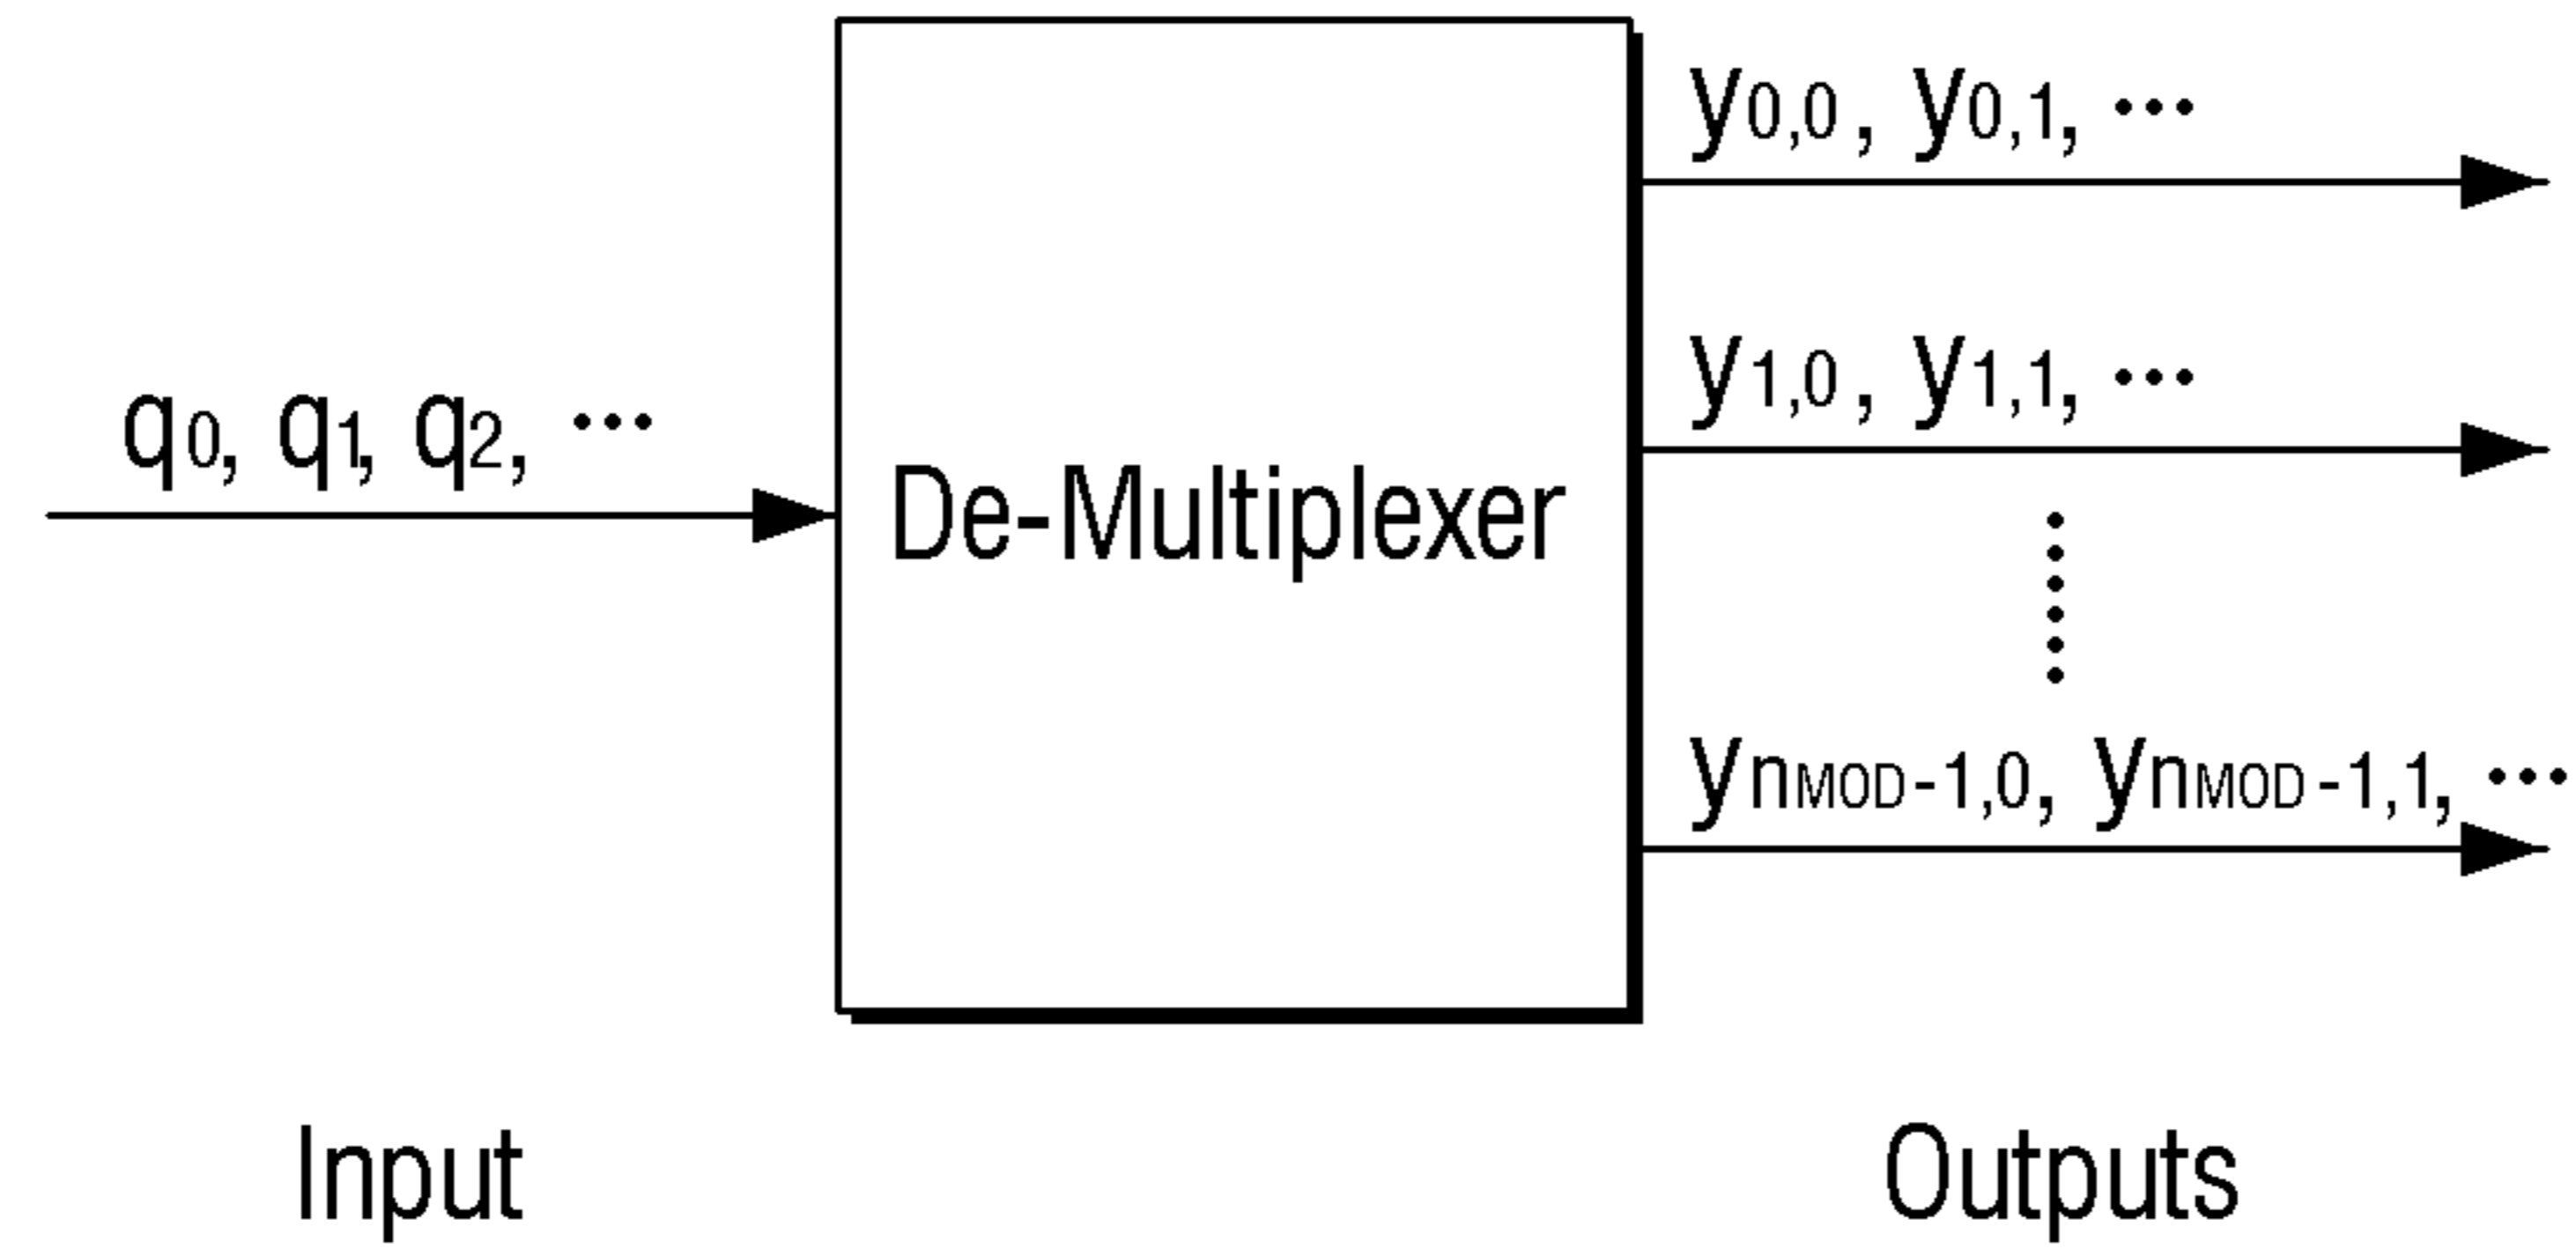 y0,0, y0,1, ···
y1,0, y1,1, ···
q0, q1, q2, ···
De-Multiplexer
ynMOD-1,0, ynMOD-1,1, ···
Input
Outputs